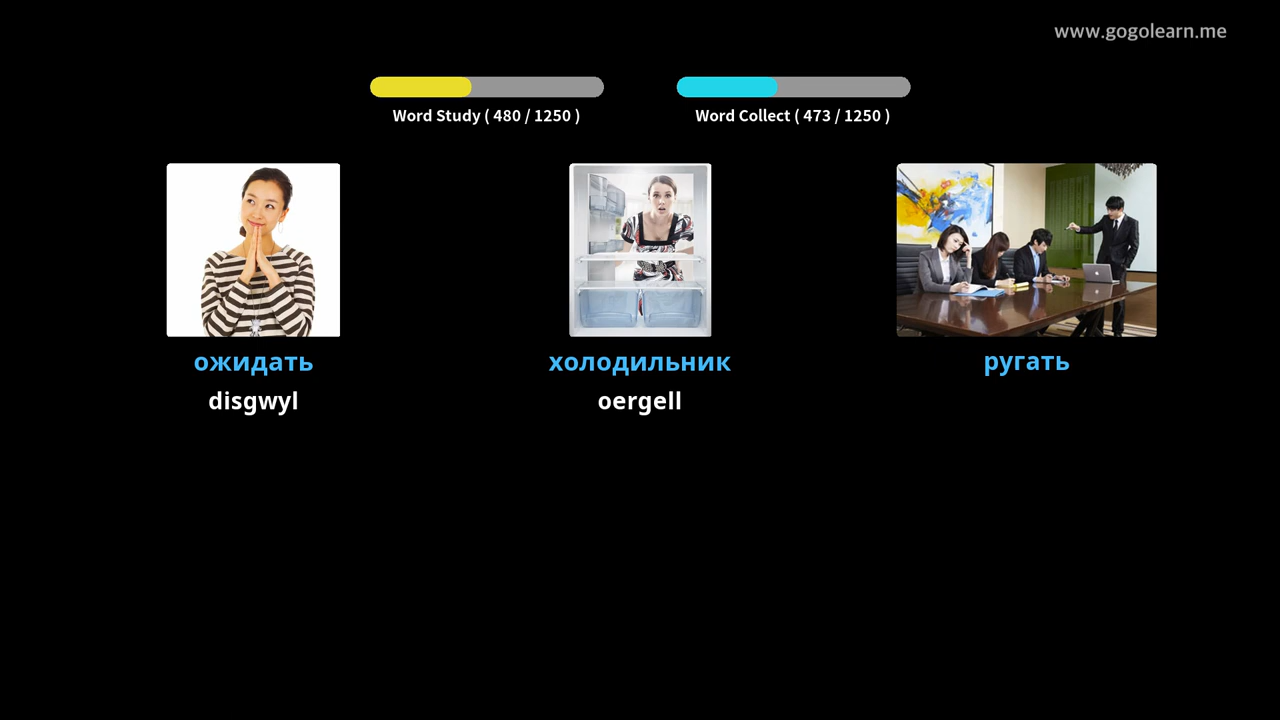 www.gogolearn.me
Word Study ( 480 / 1250 )
Word Collect ( 473 / 1250 )
ожидать
холодильник
ругать
disgwyl
oergell